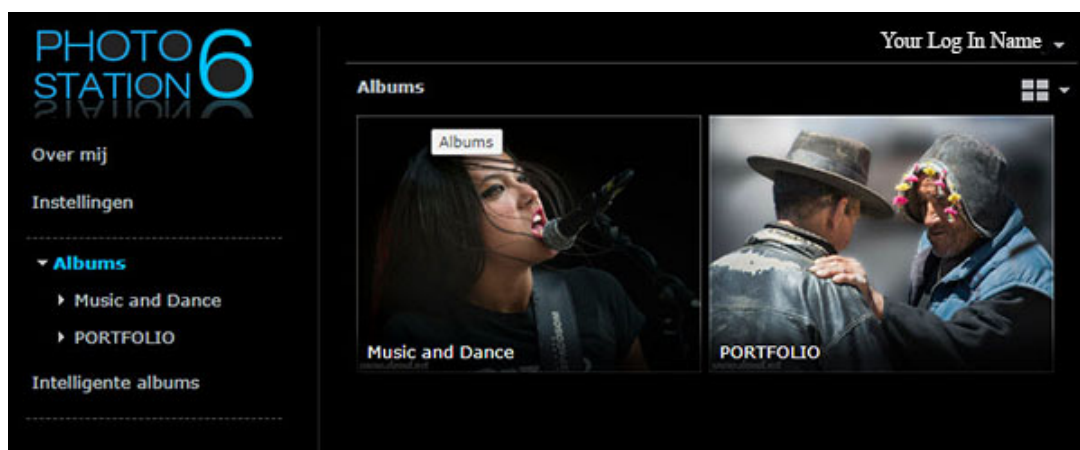 PHOTO
STATION 6
Your Log In Name
Over mij
Instellingen
Albums
Music and Dance
PORTFOLIO
Intelligente albums
Albums
Albums
Music and Dance
PORTFOLIO